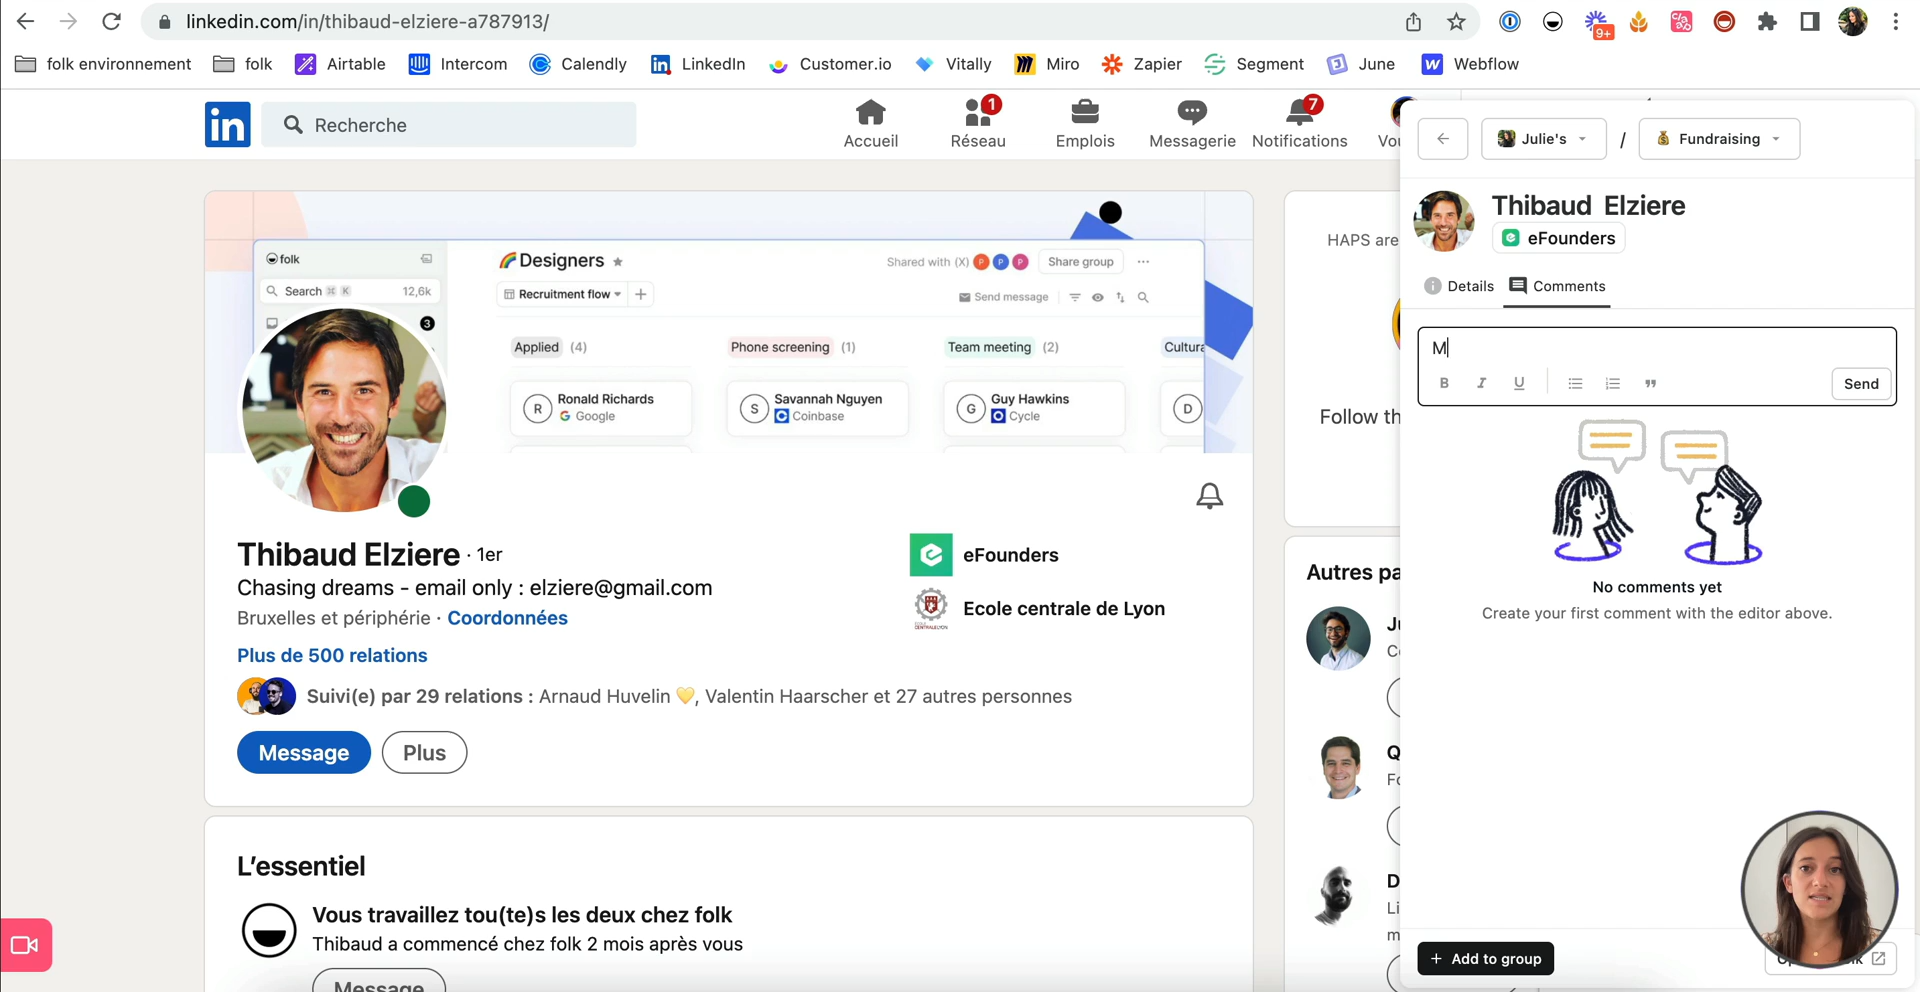 linkedin.com/in/thibaud-elziere-a787913/
9+
folk environnement
folk
Airtable
Intercom
Calendly
LinkedIn
Customer.io
Vitally
Miro
Zapier
Segment
June
Webflow
in
Recherche
Accueil
1
Réseau
Emplois
Messagerie
7
Notifications
Vou
folk
Search ⌘ K
12,6k
3
Designers
Shared with (X)
P
P
P
Share group
Recruitment flow
Send message
Applied (4)
Phone screening (1)
Team meeting (2)
Cultura
R
Ronald Richards
Google
S
Savannah Nguyen
Coinbase
G
Guy Hawkins
Cycle
D
Thibaud Elziere · 1er
Chasing dreams - email only : elziere@gmail.com
Bruxelles et périphérie · Coordonnées
Plus de 500 relations
Suivi(e) par 29 relations : Arnaud Huvelin 💛, Valentin Haarscher et 27 autres personnes
Message
Plus
eFounders
Ecole centrale de Lyon
L'essentiel
Vous travaillez tou(te)s les deux chez folk
Thibaud a commencé chez folk 2 mois après vous
Message
HAPS are
Follow th
Autres pa
Julie's
/
Fundraising
Thibaud Elziere
eFounders
Details
Comments
M
B
I
U
Send
No comments yet
Create your first comment with the editor above.
+ Add to group